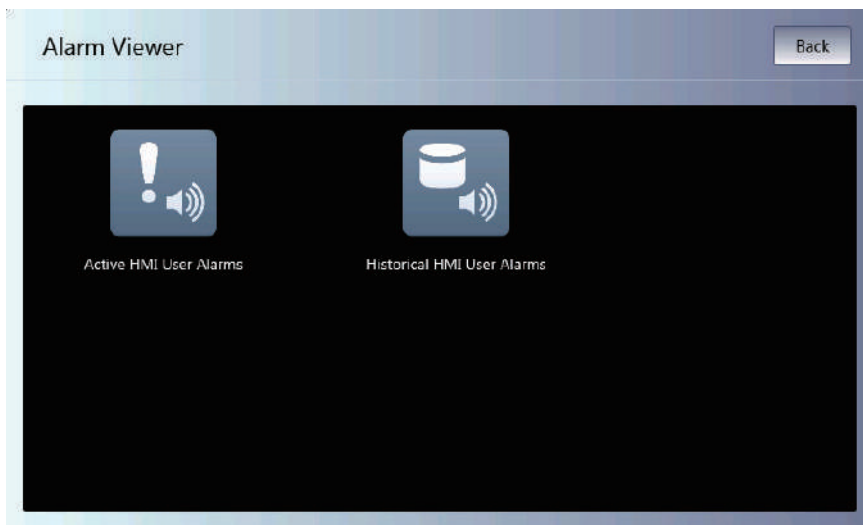 Alarm Viewer
Back
Active HMI User Alarms
Historical HMI User Alarms